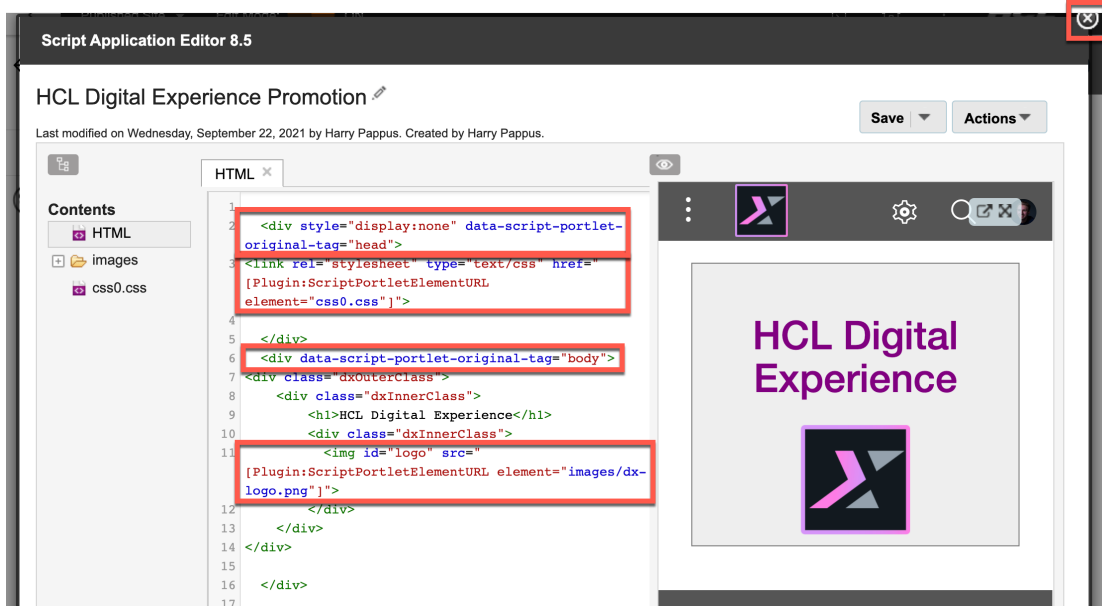 Published Site
Edit Mode:
ON
Script Application Editor 8.5
HCL Digital Experience Promotion
Save
Actions
Last modified on Wednesday, September 22, 2021 by Harry Pappus. Created by Harry Pappus.
HTML
Contents
HTML
images
css0.css
1
2 <div style="display:none" data-script-portlet-
original-tag="head">
3 <link rel="stylesheet" type="text/css" href="
[Plugin:ScriptPortletElementURL
element="css0.css"]">
4
5 </div>
6 <div data-script-portlet-original-tag="body">
7 <div class="dxOuterClass">
8 <div class="dxInnerClass">
9 <h1>HCL Digital Experience</h1>
10 <div class="dxInnerClass">
11 <img id="logo" src="
[Plugin:ScriptPortletElementURL element="images/dx-
logo.png"]">
12 </div>
13 </div>
14 </div>
15
16 </div>
17
HCL Digital
Experience